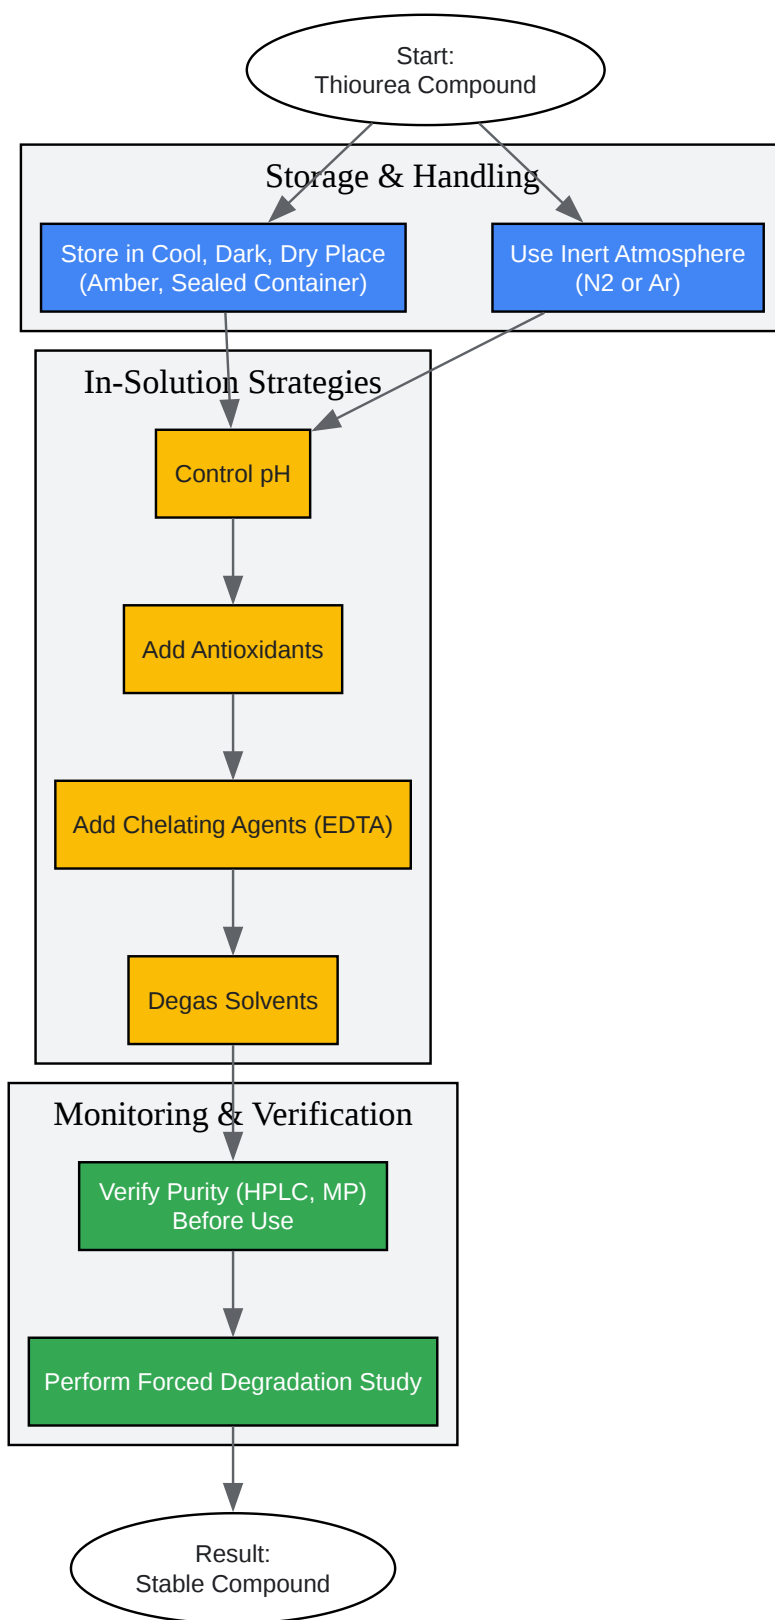 Start:
Thiourea Compound
Storage & Handling
Store in Cool, Dark, Dry Place
(Amber, Sealed Container)
Use Inert Atmosphere
(N2 or Ar)
In-Solution Strategies
Control pH
Add Antioxidants
Add Chelating Agents (EDTA)
Degas Solvents
Monitoring & Verification
Verify Purity (HPLC, MP)
Before Use
Perform Forced Degradation Study
Result:
Stable Compound